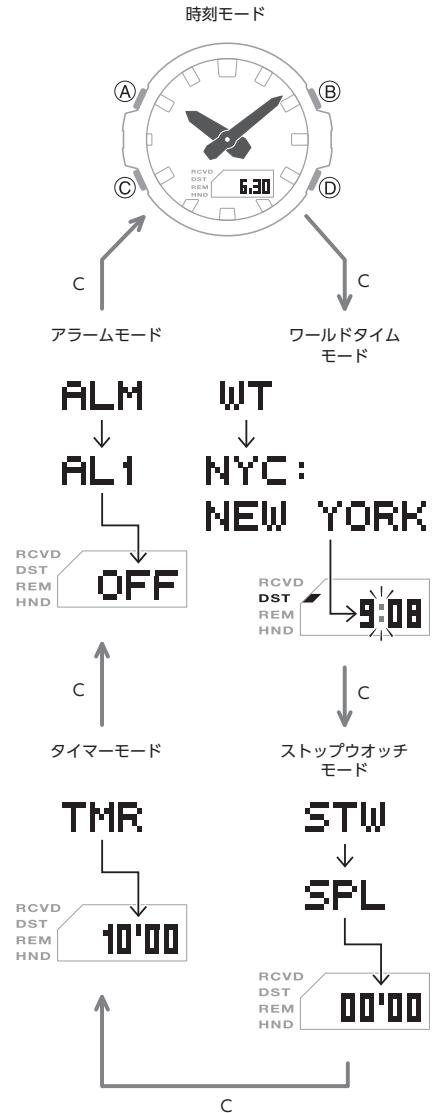 時刻モード
Ⓐ
Ⓑ
RCVD
DST
REM
HND
6.30
Ⓒ
Ⓓ
C
C
アラームモード
ワールドタイム
モード
ALM
AL1
RCVD
DST
REM
HND
OFF
WT
NYC:
NEW YORK
RCVD
DST
REM
HND
9:08
C
C
タイマーモード
ストップウオッチ
モード
TMR
RCVD
DST
REM
HND
10'00
STW
SPL
RCVD
DST
REM
HND
00'00
C